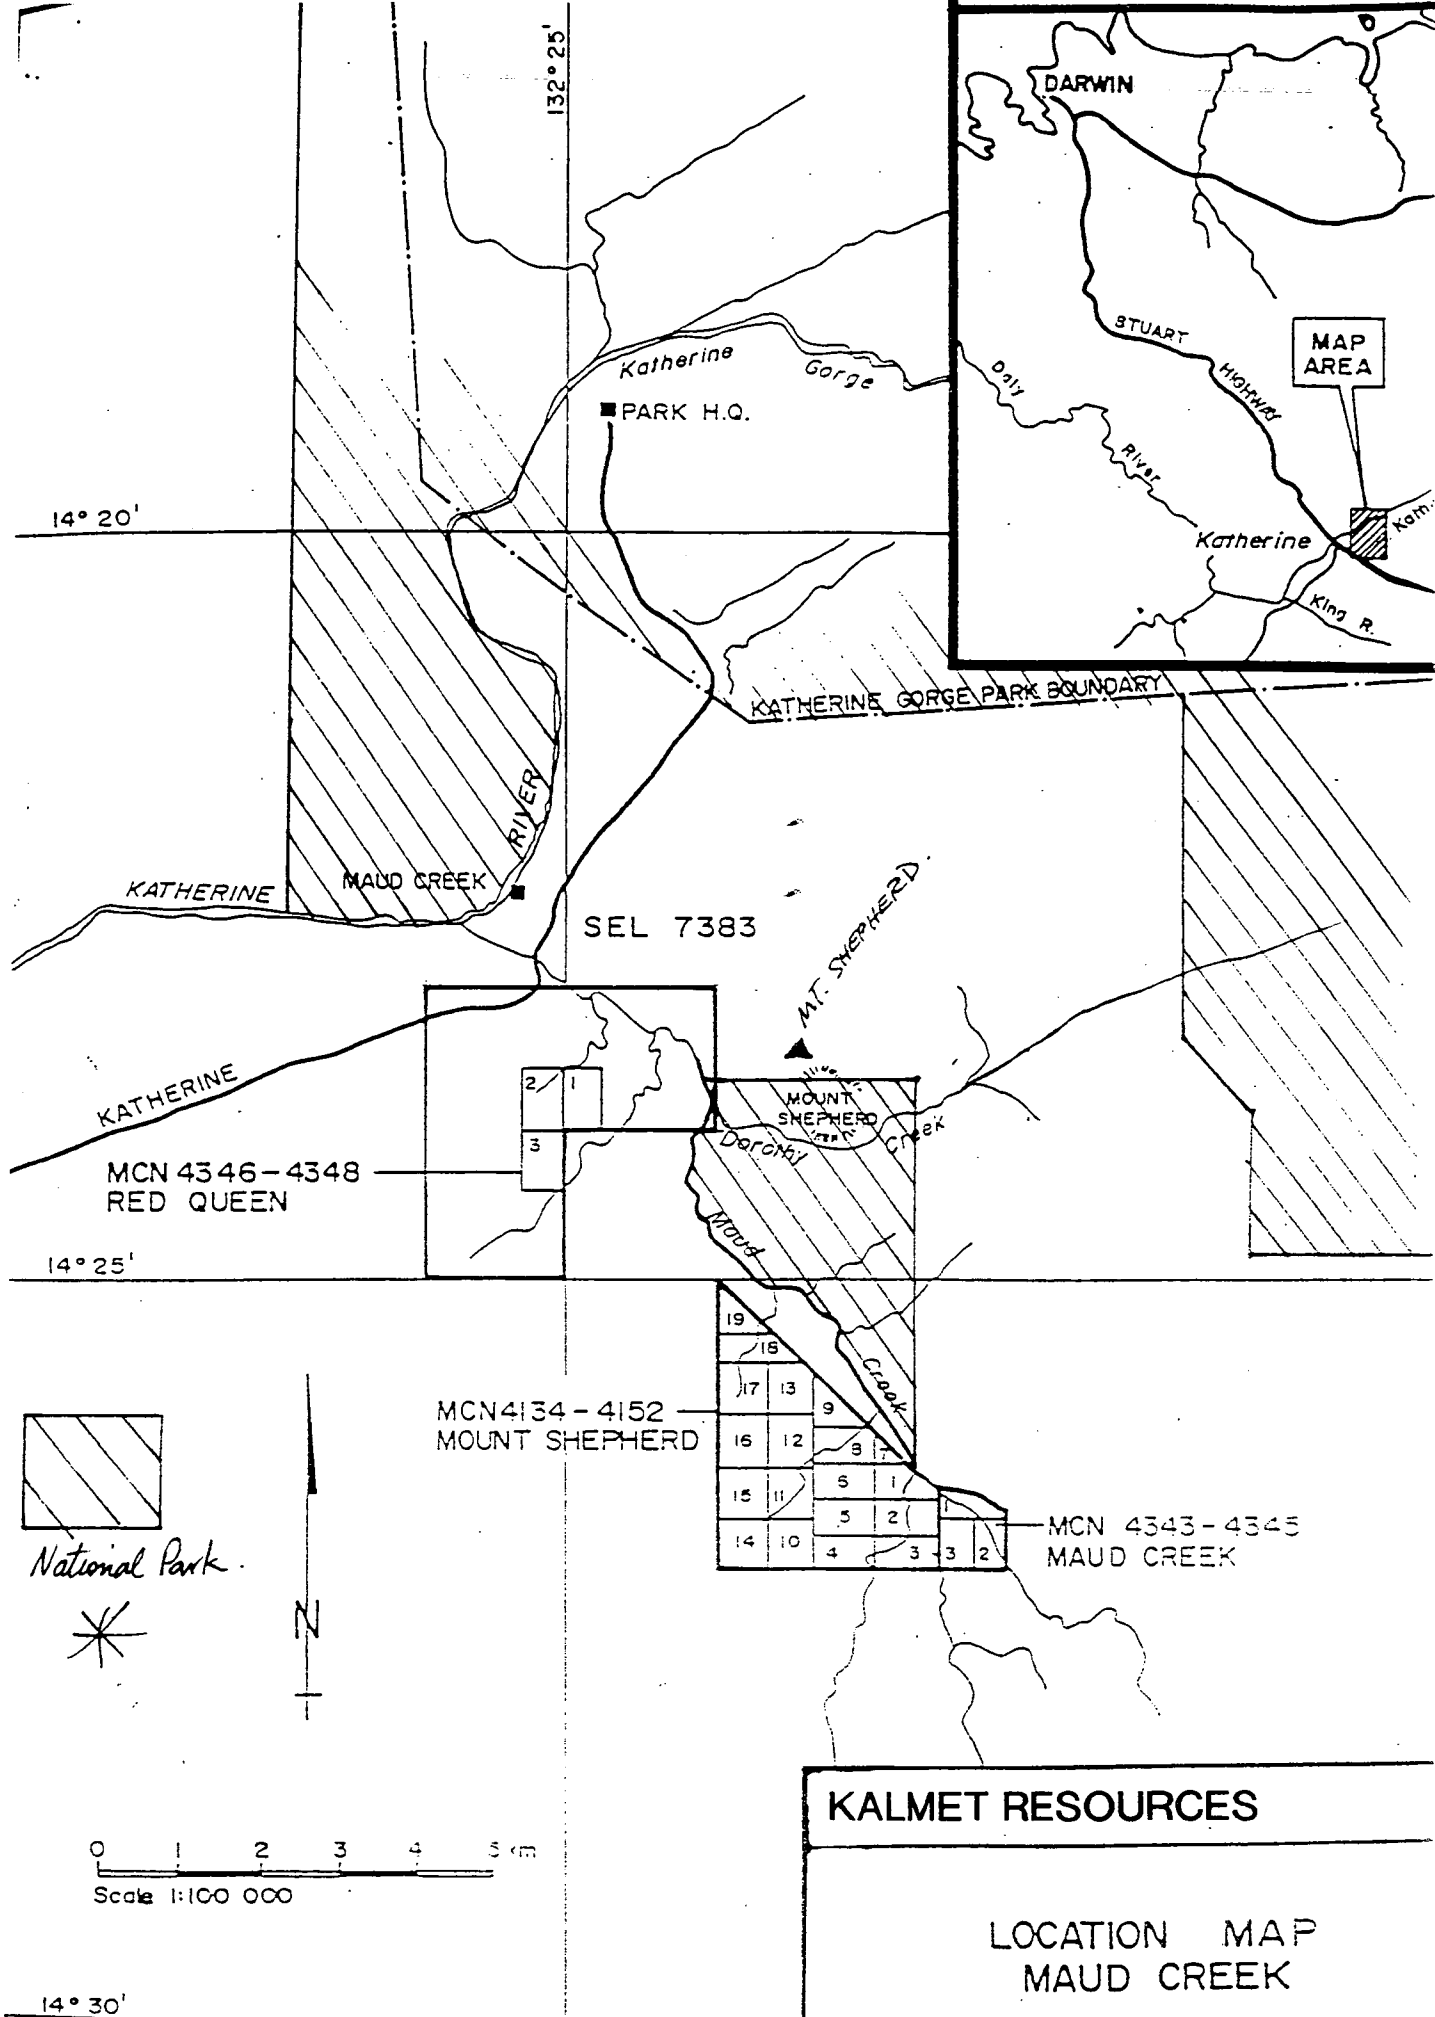 132° 25'
DARWIN
STUART
HIGHWAY
MAP
AREA
Daly
River
Katherine
Kath.
King R.
Katherine
Gorge
PARK H.Q.
14° 20'
KATHERINE GORGE PARK BOUNDARY
RIVER
MAUD CREEK
KATHERINE
SEL 7383
MT. SHEPHERD.
KATHERINE
2 1
3
MOUNT
SHEPHERD
Dorothy
Creek
MCN 4346-4348
RED QUEEN
Maud
Creek
14° 25'
19
18
17 13
9
16 12
8 7
6 1
15 11
5 2
14 10
4 3
1
3 2
MCN4134-4152
MOUNT SHEPHERD
MCN 4343-4345
MAUD CREEK
National Park.
N
0 1 2 3 4 5 km
Scale 1:100 000
KALMET RESOURCES
LOCATION MAP
MAUD CREEK
14° 30'